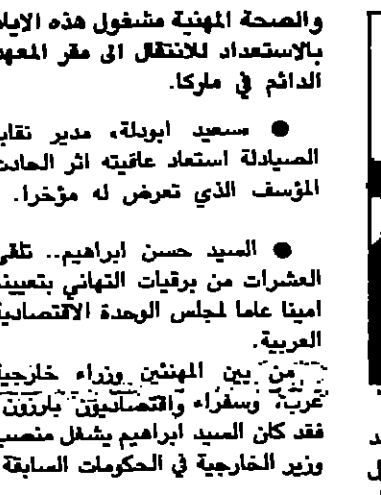 والصحة المهنية مشغول هذه الايام
بالاستعداد للانتقال الى مقر المعهد
الدائم في ماركا.
● سعيد ابودلة، مدير نقابة
الصيادلة استعاد عافيته اثر الحادث
المؤسف الذي تعرض له مؤخرا.
● السيد حسن ابراهيم.. تلقى
العشرات من برقيات التهاني بتعيينه
امينا عاما لمجلس الوحدة الاقتصادية
العربية.
من بين المهنئين وزراء خارجية
عرب، وسفراء واقتصاديون بارزون
فقد كان السيد ابراهيم يشغل منصب
وزير الخارجية في الحكومات السابقة